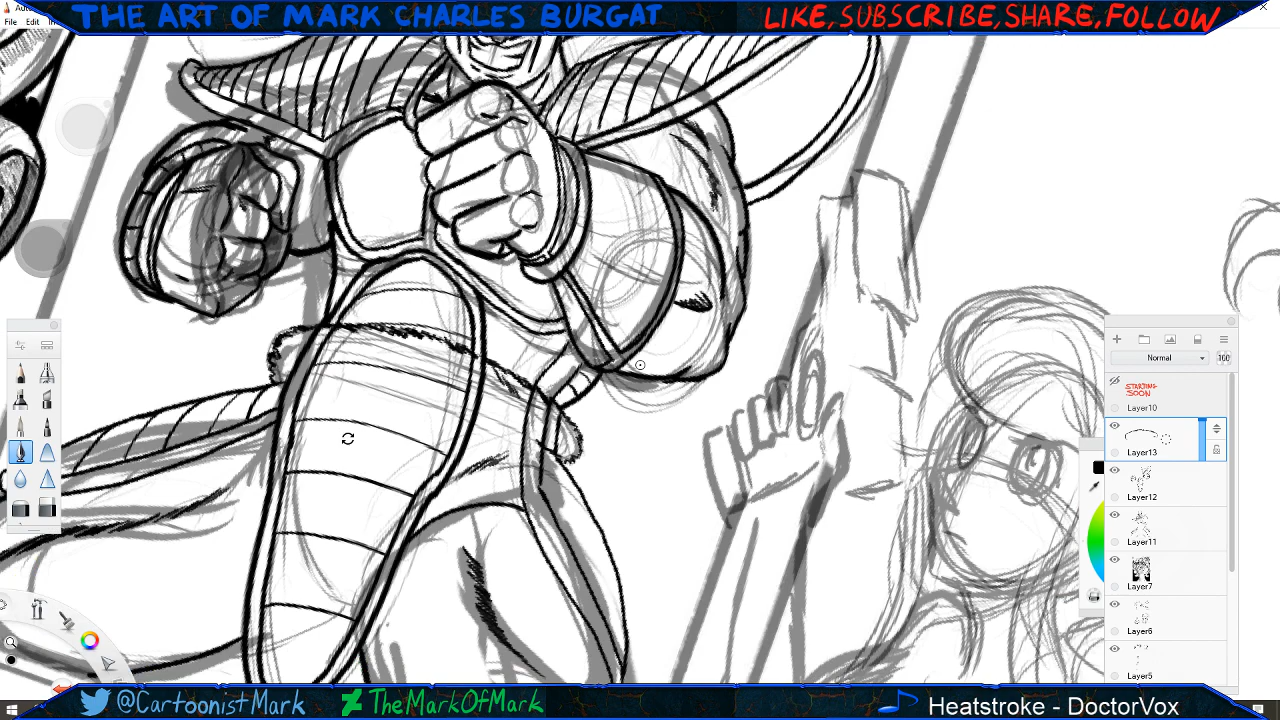 THE ART OF MARK CHARLES BURGAT
LIKE, SUBSCRIBE, SHARE, FOLLOW
Aut
File Edit
Normal
100
STARTING
SOON
Layer10
Layer13
Layer12
Layer11
Layer7
Layer6
Layer5
@CartoonistMark
TheMarkOfMark
Heatstroke - DoctorVox